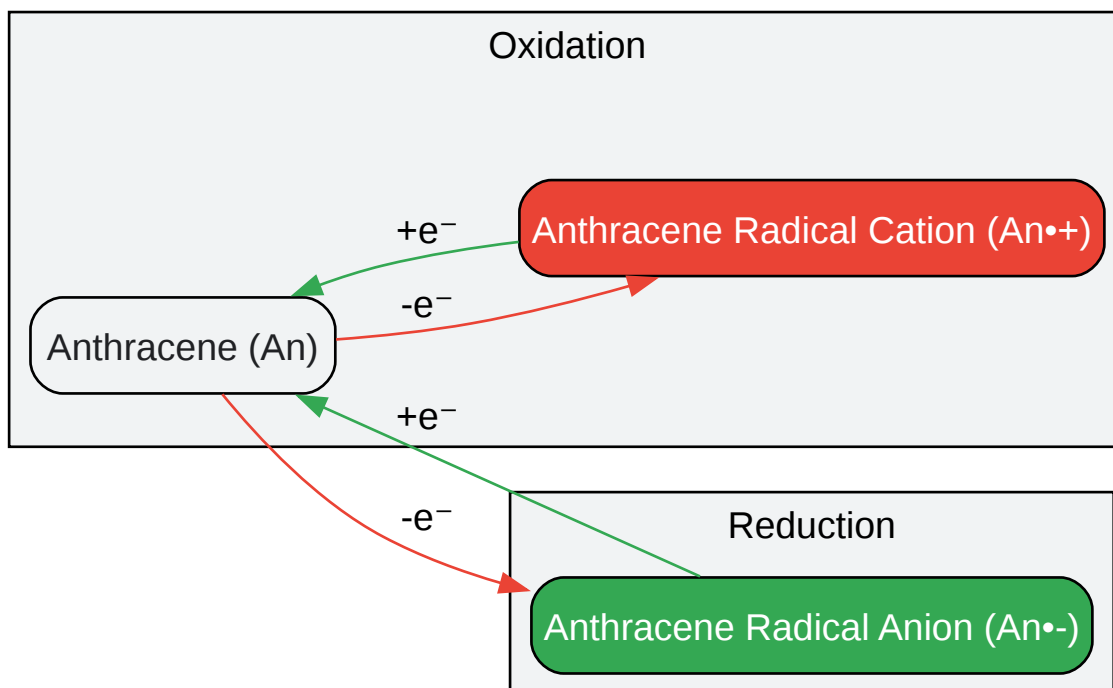 Oxidation
Anthracene Radical Cation (An•+)
+e⁻
-e⁻
Anthracene (An)
+e⁻
-e⁻
Reduction
Anthracene Radical Anion (An•-)